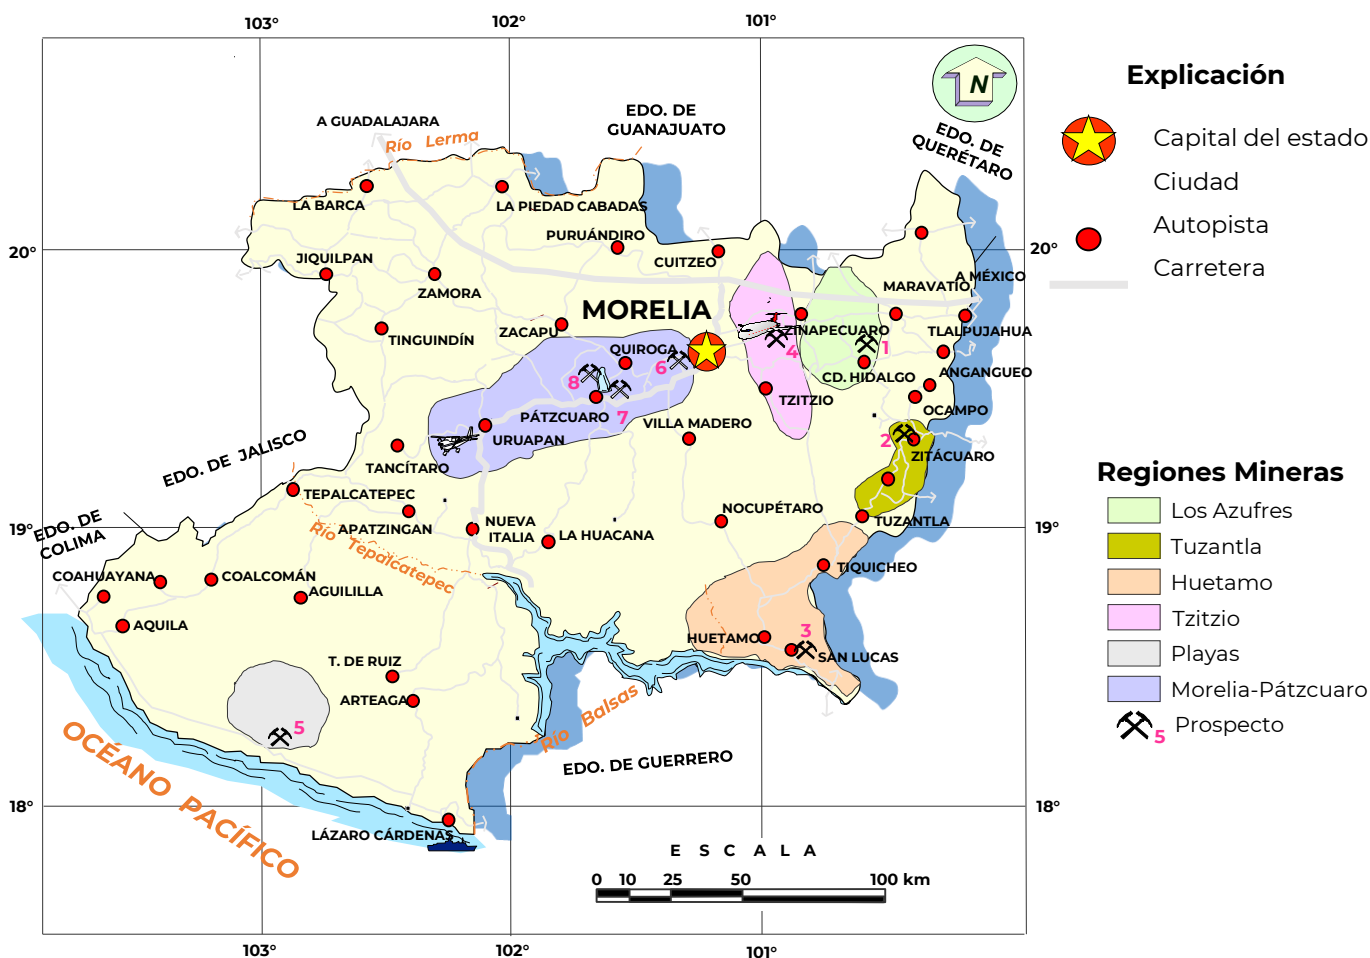 103°
102°
101°
EDO. DE
GUANAJUATO
A GUADALAJARA
Río Lerma
N
EDO. DE
QUERÉTARO
LA BARCA
LA PIEDAD CABADAS
PURUÁNDIRO
CUITZEO
20°
20°
JIQUILPAN
ZAMORA
MARAVATÍO
A MÉXICO
MORELIA
TINGUINDÍN
ZACAPU
ZINAPECUARO
TLALPUJAHUA
QUIROGA
6
4
1
8
7
CD. HIDALGO
ANGANGUEO
TZITZIO
OCAMPO
PÁTZCUARO
VILLA MADERO
URUAPAN
2
ZITÁCUARO
TANCÍTARO
EDO. DE JALISCO
TEPALCATEPEC
APATZINGAN
NUEVA
ITALIA
LA HUACANA
NOCUPÉTARO
TUZANTLA
19°
19°
EDO. DE
COLIMA
Río Tepalcatepec
TIQUICHEO
COAHUAYANA
COALCOMÁN
AGUILILLA
AQUILA
HUETAMO
3
SAN LUCAS
T. DE RUIZ
ARTEAGA
5
Río Balsas
EDO. DE GUERRERO
OCÉANO PACÍFICO
18°
18°
LÁZARO CÁRDENAS
ESCALA
0 10 25 50 100 km
103°
102°
101°
Explicación
Capital del estado
Ciudad
Autopista
Carretera
Regiones Mineras
Los Azufres
Tuzantla
Huetamo
Tzitzio
Playas
Morelia-Pátzcuaro
5 Prospecto